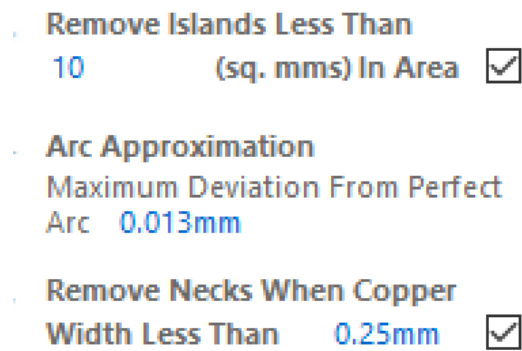 Remove Islands Less Than
10 (sq. mms) In Area
Arc Approximation
Maximum Deviation From Perfect
Arc 0.013mm
Remove Necks When Copper
Width Less Than 0.25mm